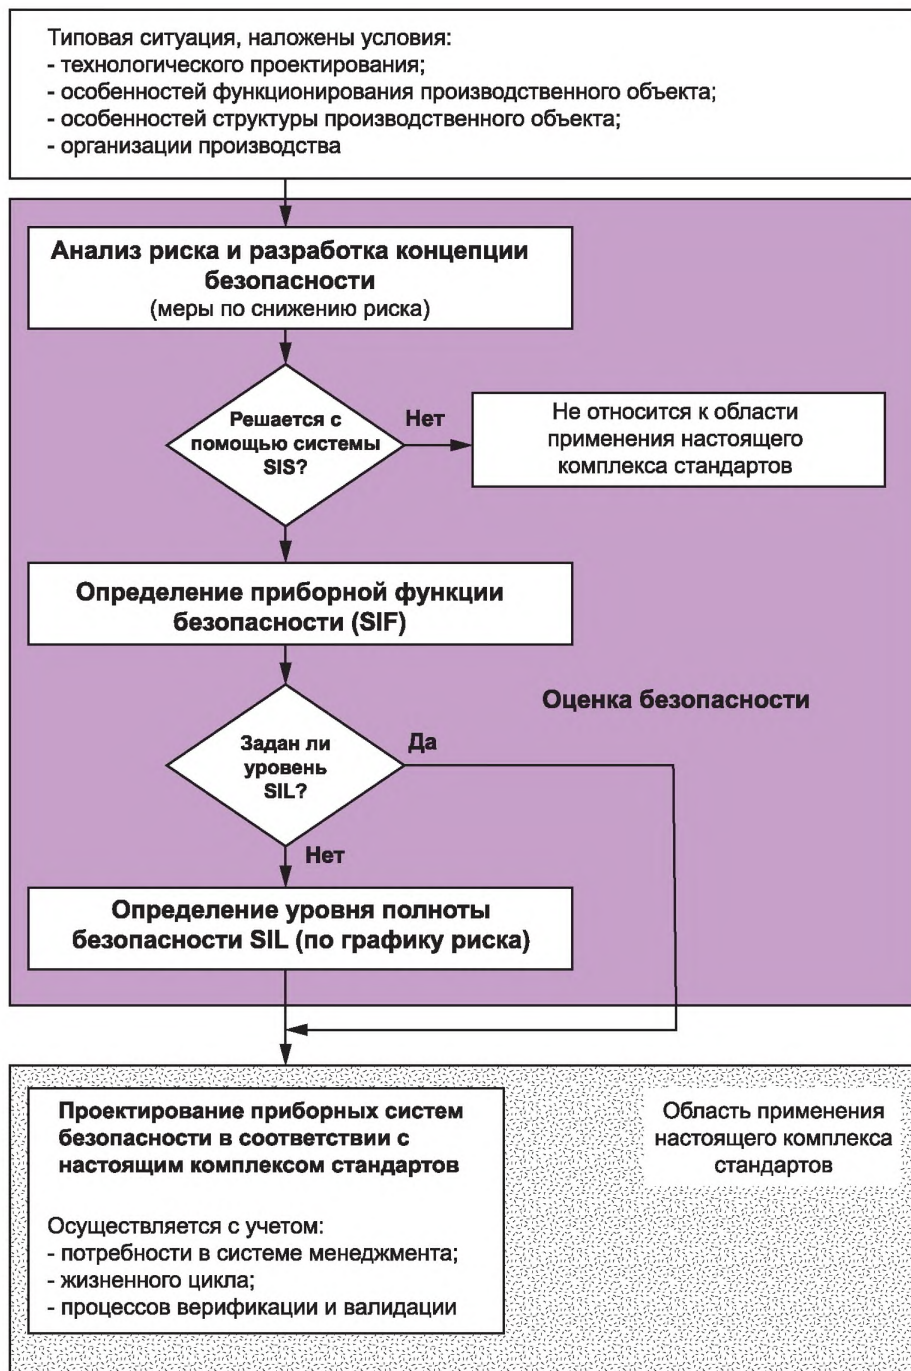 Типовая ситуация, наложены условия:
- технологического проектирования;
- особенностей функционирования производственного объекта;
- особенностей структуры производственного объекта;
- организации производства
Анализ риска и разработка концепции
безопасности
(меры по снижению риска)
Решается с
помощью системы
SIS?
Нет
Не относится к области
применения настоящего
комплекса стандартов
Определение приборной функции
безопасности (SIF)
Оценка безопасности
Задан ли
уровень
SIL?
Да
Нет
Определение уровня полноты
безопасности SIL (по графику риска)
Проектирование приборных систем
безопасности в соответствии с
настоящим комплексом стандартов
Осуществляется с учетом:
- потребности в системе менеджмента;
- жизненного цикла;
- процессов верификации и валидации
Область применения
настоящего комплекса
стандартов